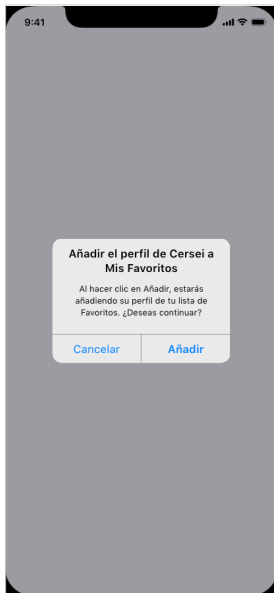 9:41
Añadir el perfil de Cersei a
Mis Favoritos
Al hacer clic en Añadir, estarás
añadiendo su perfil de tu lista de
Favoritos. ¿Deseas continuar?
Cancelar
Añadir